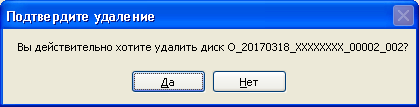 Подтвердите удаление
Вы действительно хотите удалить диск O_20170318_XXXXXXXX_00002_002?
Да
Нет